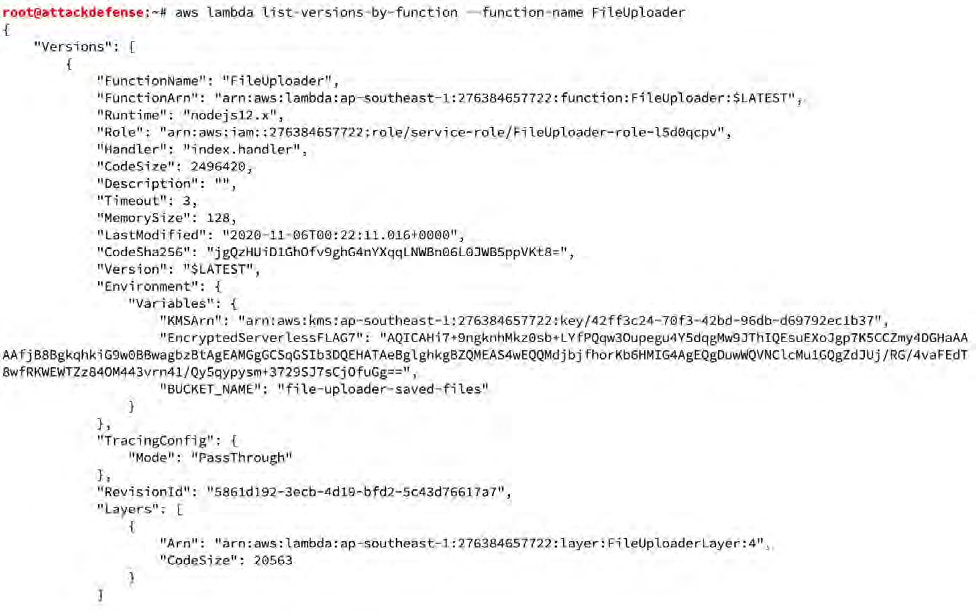 root@attackdefense:~# aws lambda list-versions-by-function —function-name FileUploader
{
    "Versions": [
        {
            "FunctionName": "FileUploader",
            "FunctionArn": "arn:aws:lambda:ap-southeast-1:276384657722:function:FileUploader:$LATEST",
            "Runtime": "nodejs12.x",
            "Role": "arn:aws:iam::276384657722:role/service-role/FileUploader-role-l5d0qcpv",
            "Handler": "index.handler",
            "CodeSize": 2496420,
            "Description": "",
            "Timeout": 3,
            "MemorySize": 128,
            "LastModified": "2020-11-06T00:22:11.016+0000",
            "CodeSha256": "jgQzHUiD1GhOfv9ghG4nYXqqLNWBn06L0JWB5ppVKt8=",
            "Version": "$LATEST",
            "Environment": {
                "Variables": {
                    "KMSArn": "arn:aws:kms:ap-southeast-1:276384657722:key/42ff3c24-70f3-42bd-96db-d69792ec1b37",
                    "EncryptedServerlessFLAG7": "AQICAHi7+9ngknhMkz0sb+LYfPQqw3Oupegu4Y5dqgMw9JThIQEsuEXoJgp7K5CCZmy4DGHaAA
AAfjB8BgkqhkiG9w0BBwagbzBtAgEAMGgGCSqGSIb3DQEHATAeBglghkgBZQMEAS4wEQQMdjbjfhorKb6HMIG4AgEQgDuwWQVNClcMu1GQgZdJUj/RG/4vaFEdT
8wfRKWEWTZz84OM443vrn41/Qy5qypysm+3729SJ7sCjOfuGg==",
                    "BUCKET_NAME": "file-uploader-saved-files"
                }
            },
            "TracingConfig": {
                "Mode": "PassThrough"
            },
            "RevisionId": "5861d192-3ecb-4d19-bfd2-5c43d76617a7",
            "Layers": [
                {
                    "Arn": "arn:aws:lambda:ap-southeast-1:276384657722:layer:FileUploaderLayer:4",
                    "CodeSize": 20563
                }
            ]